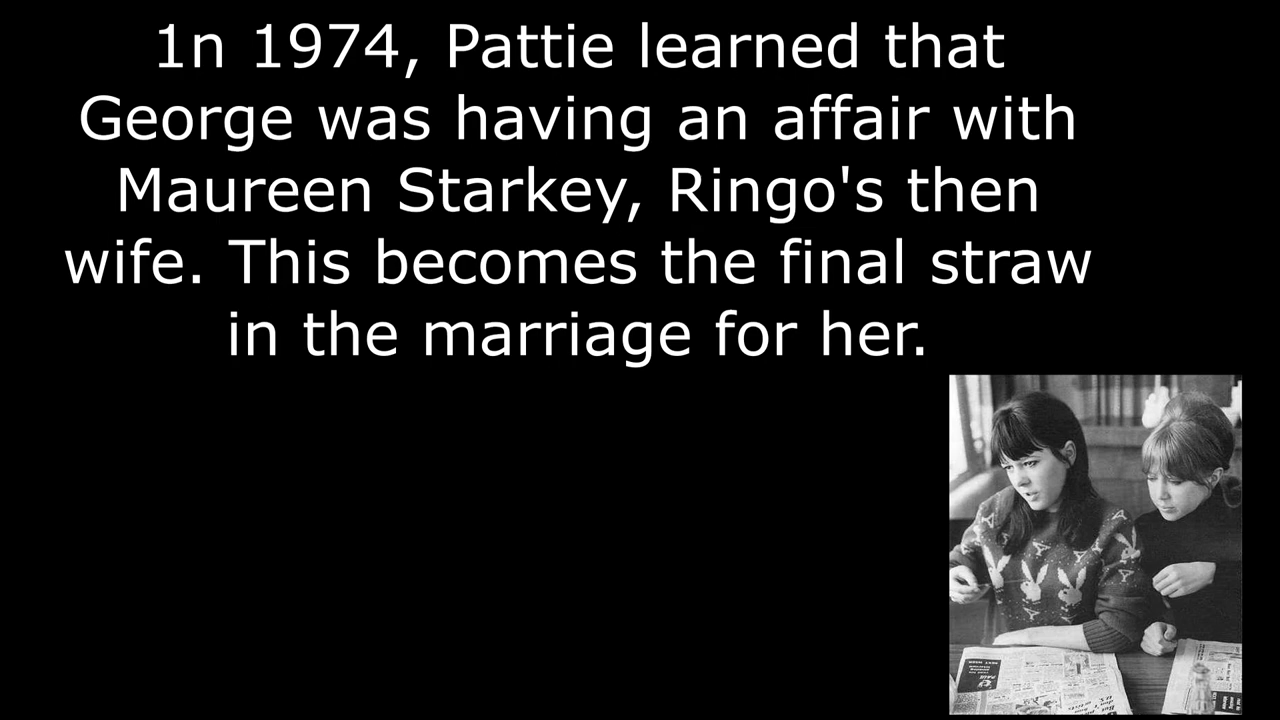 1n 1974, Pattie learned that
George was having an affair with
Maureen Starkey, Ringo's then
wife. This becomes the final straw
in the marriage for her.